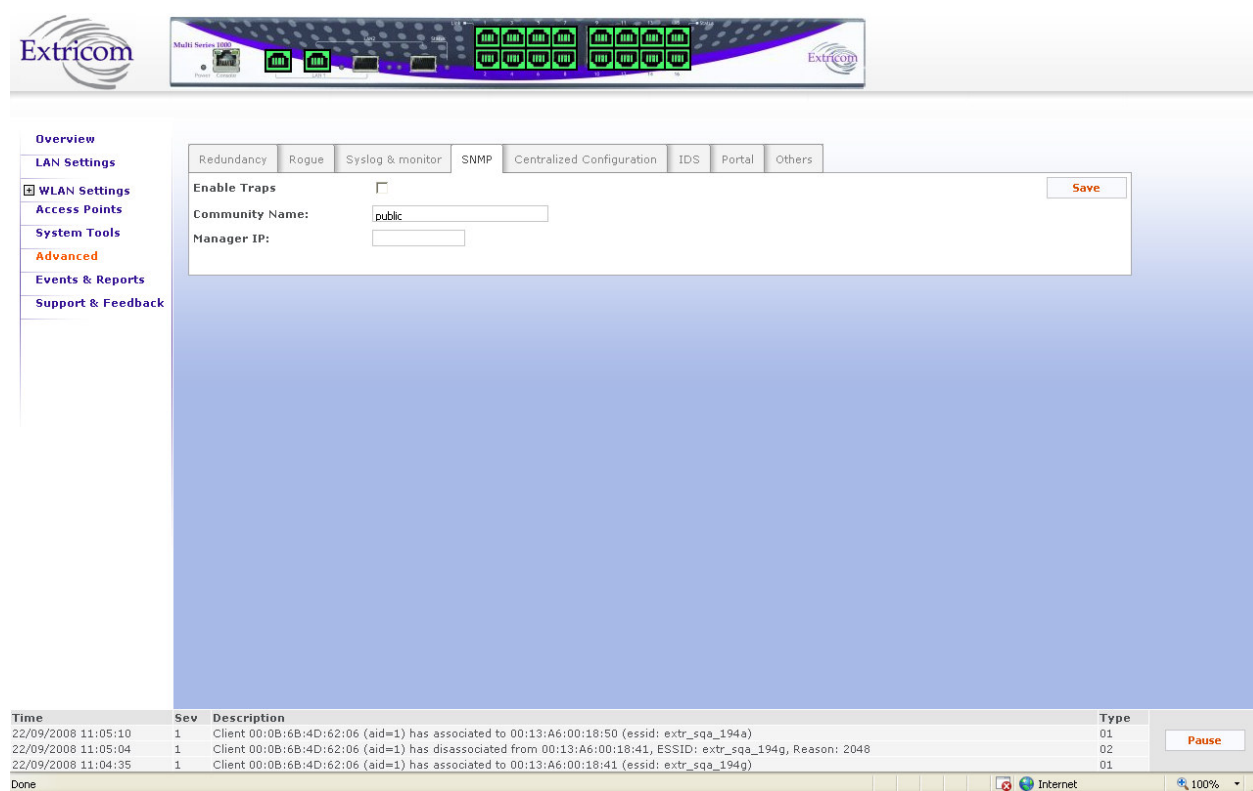 Extricom
Multi Series 1000
Power Console
LAN 1
LAN2
Extricom
Overview
LAN Settings
WLAN Settings
Access Points
System Tools
Advanced
Events & Reports
Support & Feedback
Redundancy Rogue Syslog & monitor SNMP Centralized Configuration IDS Portal Others
Enable Traps Save
Community Name: public
Manager IP:
Time Sev Description Type
22/09/2008 11:05:10 1 Client 00:0B:6B:4D:62:06 (aid=1) has associated to 00:13:A6:00:18:50 (essid: extr_sqa_194a) 01
22/09/2008 11:05:04 1 Client 00:0B:6B:4D:62:06 (aid=1) has disassociated from 00:13:A6:00:18:41, ESSID: extr_sqa_194g, Reason: 2048 02
22/09/2008 11:04:35 1 Client 00:0B:6B:4D:62:06 (aid=1) has associated to 00:13:A6:00:18:41 (essid: extr_sqa_194g) 01
Pause
Done Internet 100%